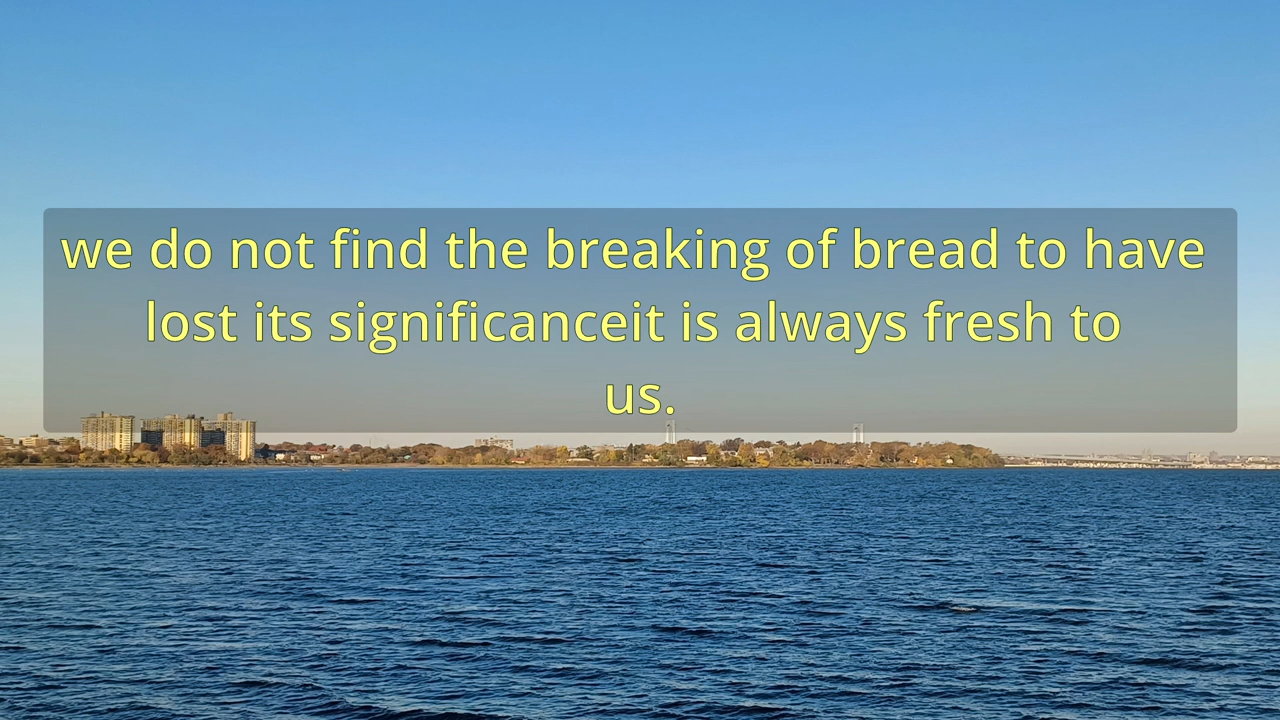 we do not find the breaking of bread to have
lost its significanceit is always fresh to
us.